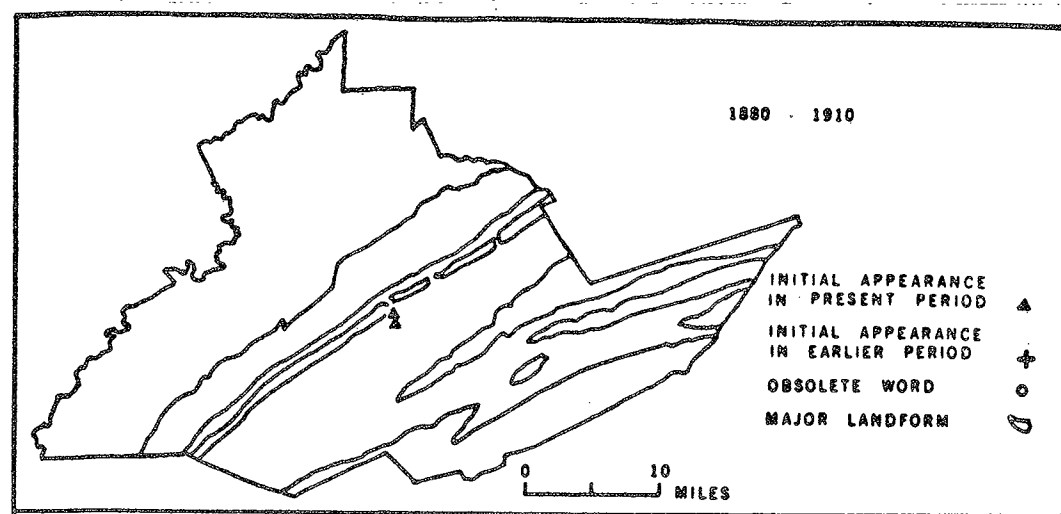 1880 - 1910
INITIAL APPEARANCE
IN PRESENT PERIOD
INITIAL APPEARANCE
IN EARLIER PERIOD
OBSOLETE WORD
MAJOR LANDFORM
0 10
MILES